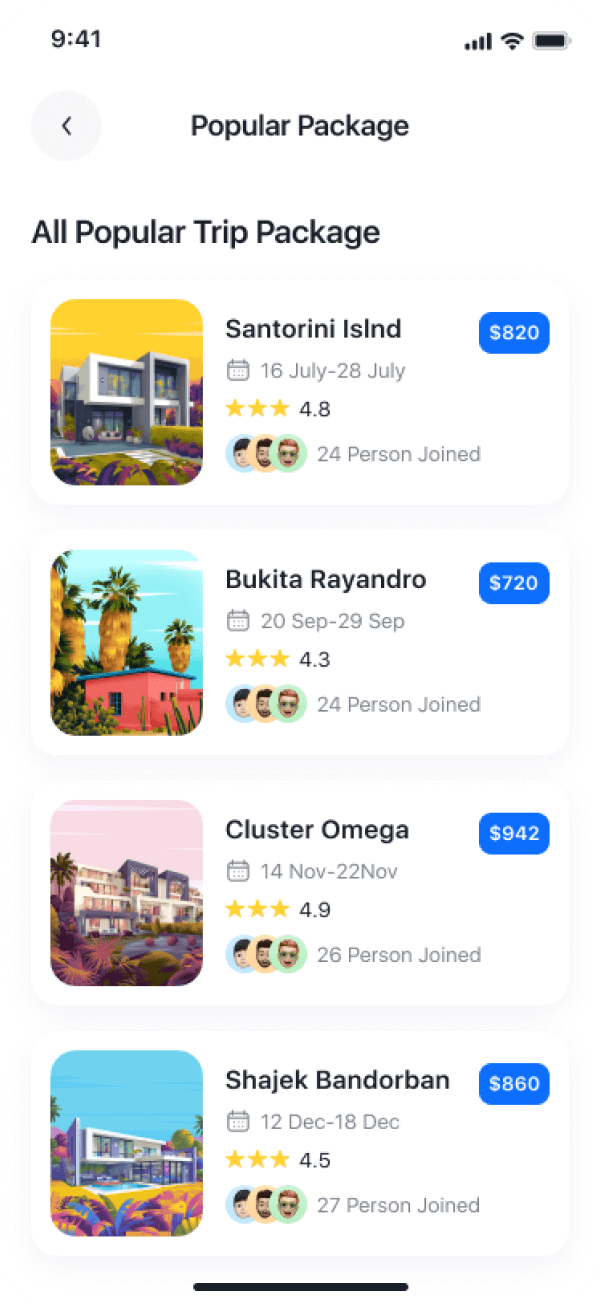 9:41
Popular Package
All Popular Trip Package
Santorini Islnd
$820
16 July-28 July
4.8
24 Person Joined
Bukita Rayandro
$720
20 Sep-29 Sep
4.3
24 Person Joined
Cluster Omega
$942
14 Nov-22Nov
4.9
26 Person Joined
Shajek Bandorban
$860
12 Dec-18 Dec
4.5
27 Person Joined